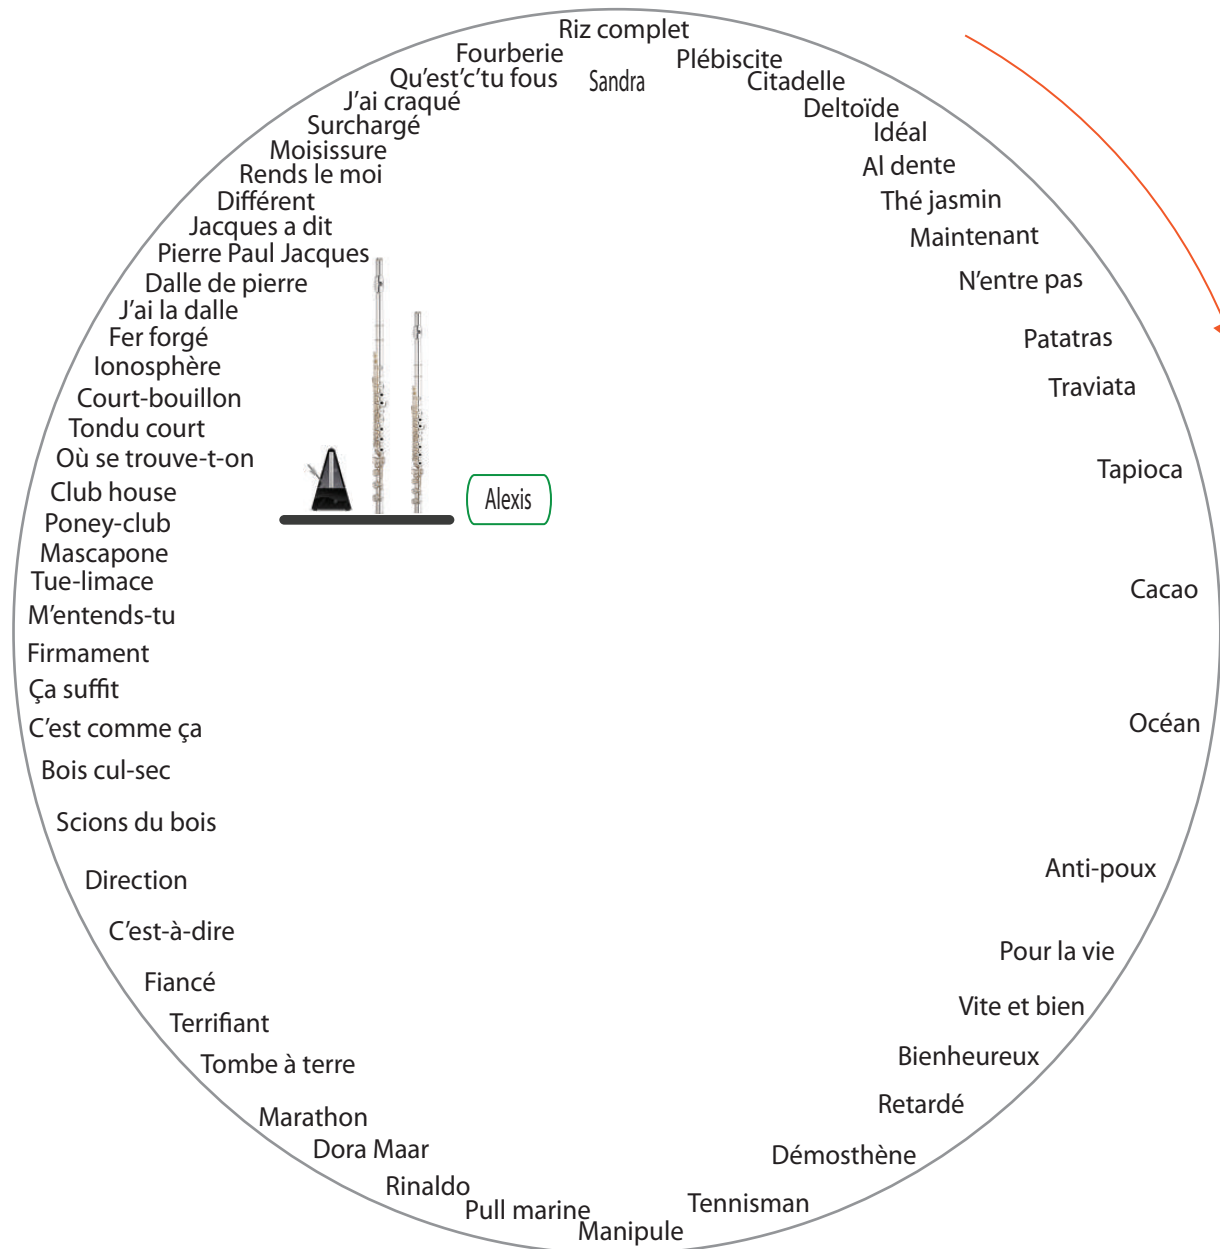 Riz complet
Plébiscite
Citadelle
Deltoïde
Idéal
Al dente
Thé jasmin
Maintenant
N'entre pas
Patatras
Traviata
Tapioca
Cacao
Océan
Anti-poux
Pour la vie
Vite et bien
Bienheureux
Retardé
Démosthène
Tennisman
Manipule
Pull marine
Rinaldo
Dora Maar
Marathon
Tombe à terre
Terrifiant
Fiancé
C'est-à-dire
Direction
Scions du bois
Bois cul-sec
C'est comme ça
Ça suffit
Firmament
M'entends-tu
Tue-limace
Mascapone
Poney-club
Club house
Où se trouve-t-on
Tondu court
Court-bouillon
Ionosphère
Fer forgé
J'ai la dalle
Dalle de pierre
Pierre Paul Jacques
Jacques a dit
Différent
Rends le moi
Moisissure
Surchargé
J'ai craqué
Qu'est'c'tu fous
Fourberie
Sandra
Alexis